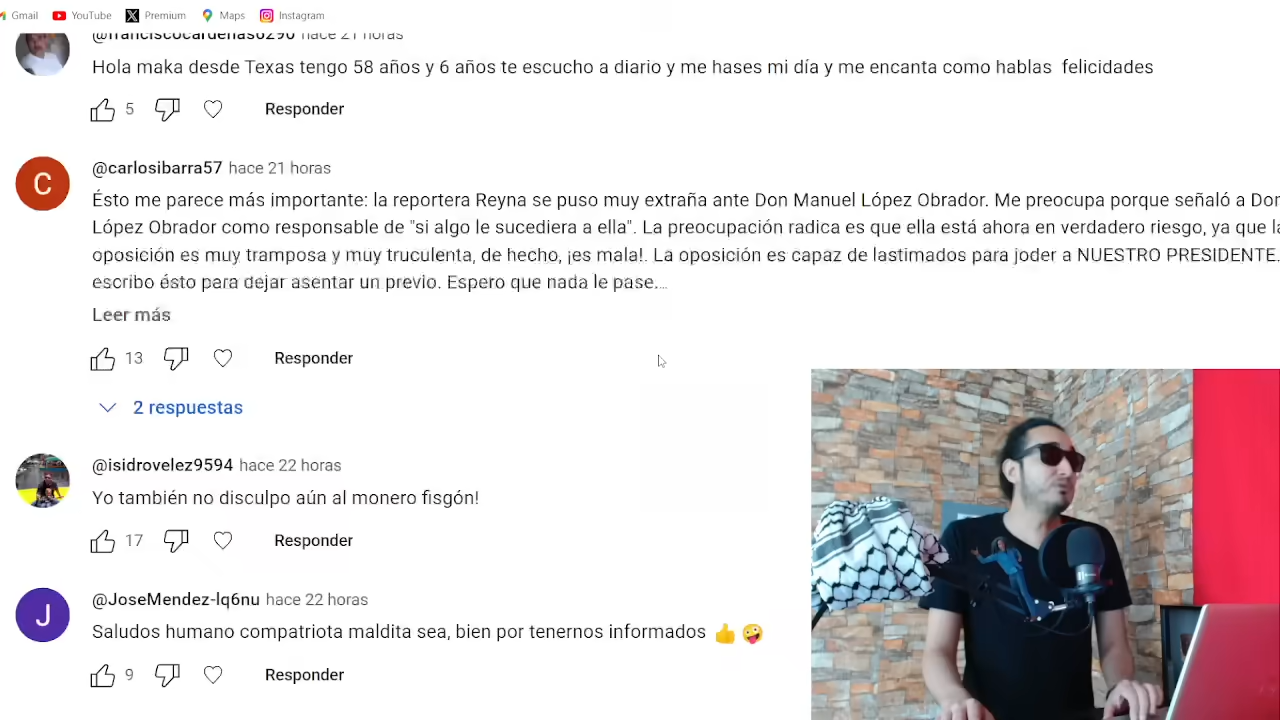 Gmail YouTube Premium Maps Instagram
@franciscocardenas6290 hace 21 horas
Hola maka desde Texas tengo 58 años y 6 años te escucho a diario y me hases mi día y me encanta como hablas felicidades
5 Responder
C
@carlosibarra57 hace 21 horas
Ésto me parece más importante: la reportera Reyna se puso muy extraña ante Don Manuel López Obrador. Me preocupa porque señaló a Don
López Obrador como responsable de "si algo le sucediera a ella". La preocupación radica es que ella está ahora en verdadero riesgo, ya que la
oposición es muy tramposa y muy truculenta, de hecho, ¡es mala!. La oposición es capaz de lastimados para joder a NUESTRO PRESIDENTE.
escribo ésto para dejar asentar un previo. Espero que nada le pase...
Leer más
13 Responder
2 respuestas
@isidrovelez9594 hace 22 horas
Yo también no disculpo aún al monero fisgón!
17 Responder
J
@JoseMendez-lq6nu hace 22 horas
Saludos humano compatriota maldita sea, bien por tenernos informados 👍🤪
9 Responder